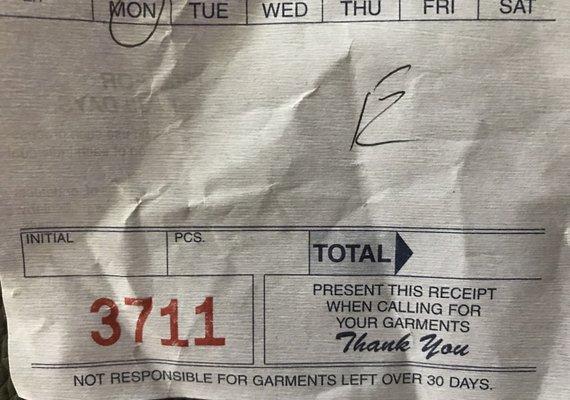 MON TUE WED THU FRI SAT
E
INITIAL PCS. TOTAL
3711
PRESENT THIS RECEIPT
WHEN CALLING FOR
YOUR GARMENTS
Thank You
NOT RESPONSIBLE FOR GARMENTS LEFT OVER 30 DAYS.